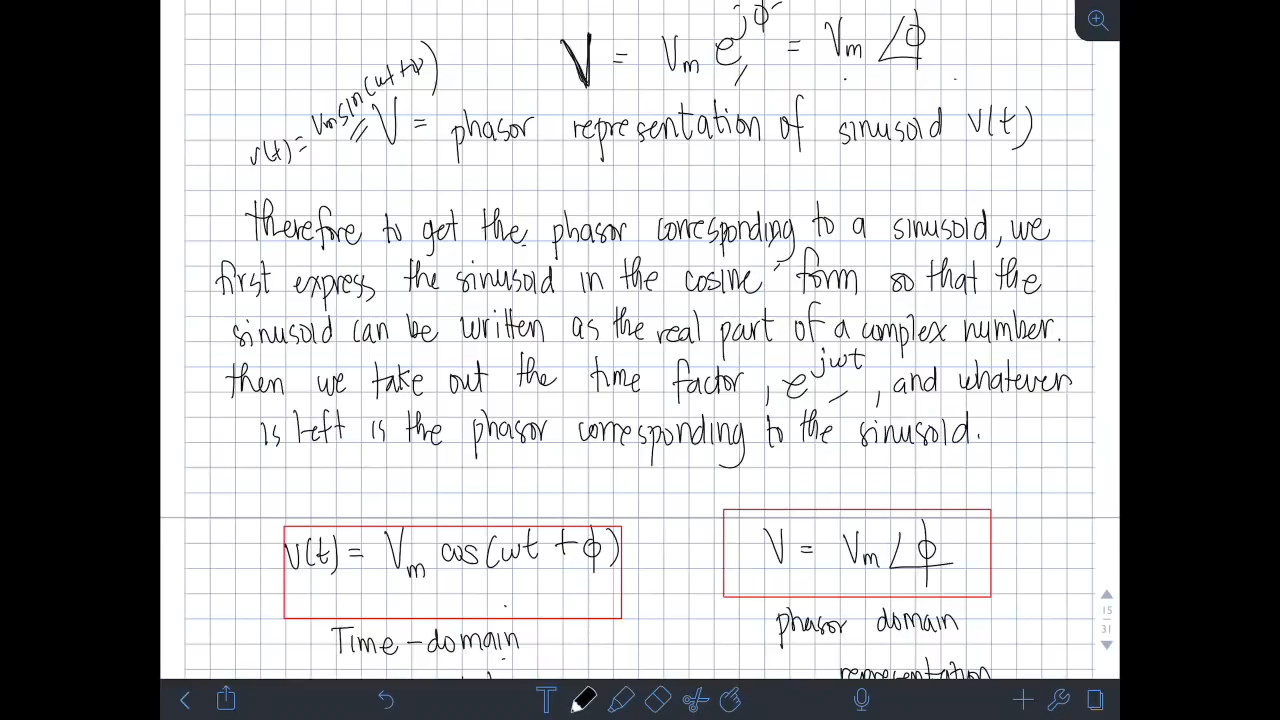 V = Vm e^jϕ = Vm ∠ϕ
v(t) = Vm sin(ωt + ϕ)
V = phasor representation of sinusoid v(t)
therefore to get the phasor corresponding to a sinusoid, we
first express the sinusoid in the cosine form so that the
sinusoid can be written as the real part of a complex number.
then we take out the time factor, e^jωt, and whatever
is left is the phasor corresponding to the sinusoid.
v(t) = Vm cos(ωt + ϕ)
V = Vm ∠ϕ
Time-domain
phasor domain
representation
15
31
T